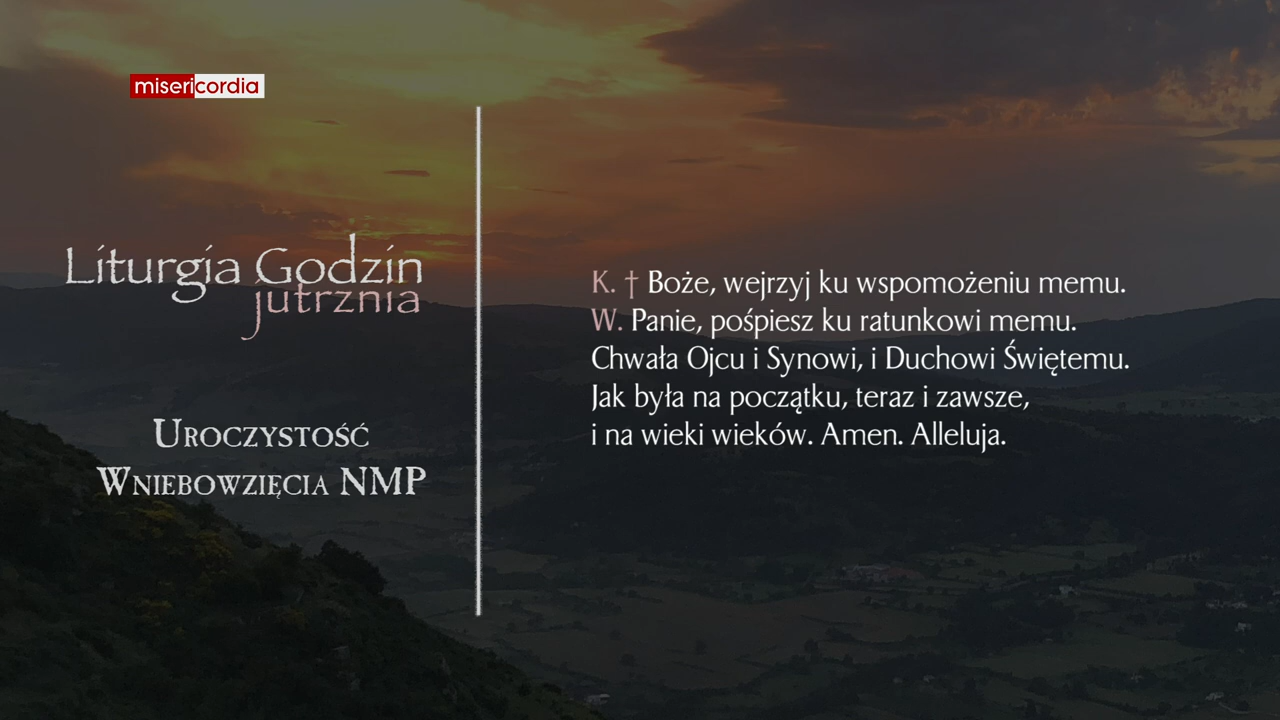 misericordia
Liturgia Godzin
jutrznia
Uroczystość
Wniebowzięcia NMP
K. † Boże, wejrzyj ku wspomożeniu memu.
W. Panie, pośpiesz ku ratunkowi memu.
Chwała Ojcu i Synowi, i Duchowi Świętemu.
Jak była na początku, teraz i zawsze,
i na wieki wieków. Amen. Alleluja.